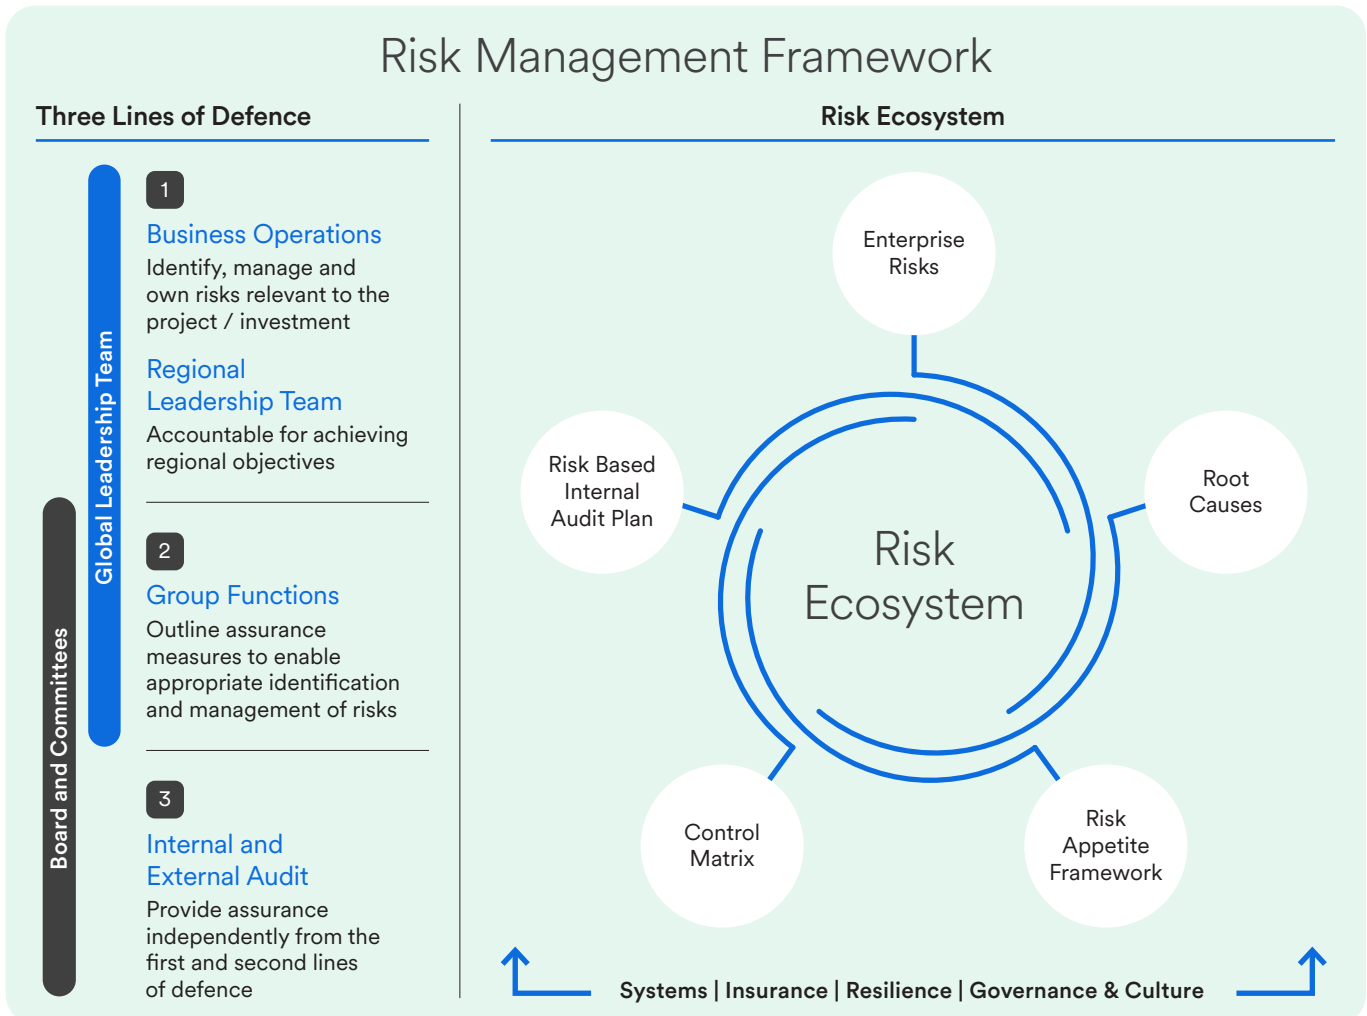 Risk Management Framework
Three Lines of Defence
Global Leadership Team
Board and Committees
1
Business Operations
Identify, manage and
own risks relevant to the
project / investment
Regional
Leadership Team
Accountable for achieving
regional objectives
2
Group Functions
Outline assurance
measures to enable
appropriate identification
and management of risks
3
Internal and
External Audit
Provide assurance
independently from the
first and second lines
of defence
Risk Ecosystem
Enterprise
Risks
Root
Causes
Risk
Appetite
Framework
Control
Matrix
Risk Based
Internal
Audit Plan
Risk
Ecosystem
Systems | Insurance | Resilience | Governance & Culture